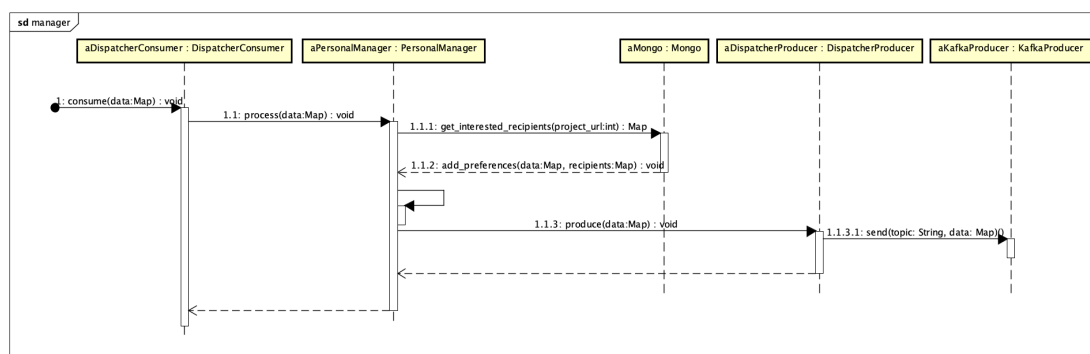 sd manager
aDispatcherConsumer : DispatcherConsumer
aPersonalManager : PersonalManager
aMongo : Mongo
aDispatcherProducer : DispatcherProducer
aKafkaProducer : KafkaProducer
1: consume(data:Map) : void
1.1: process(data:Map) : void
1.1.1: get_interested_recipients(project_url:int) : Map
1.1.2: add_preferences(data:Map, recipients:Map) : void
1.1.3: produce(data:Map) : void
1.1.3.1: send(topic: String, data: Map)()